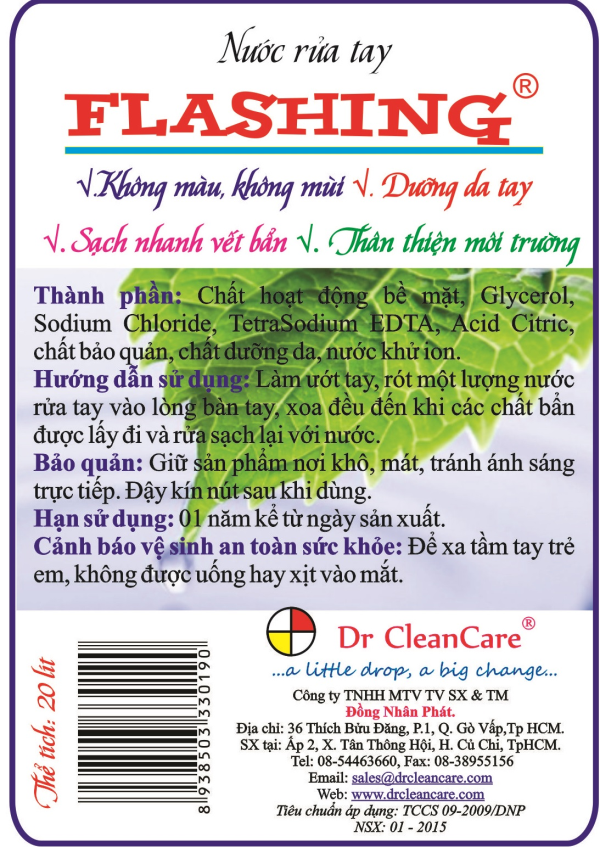 Nước rửa tay
FLASHING®
√.Không màu, không mùi √. Dưỡng da tay
√. Sạch nhanh vết bẩn √. Thân thiện môi trường
Thành phần: Chất hoạt động bề mặt, Glycerol,
Sodium Chloride, TetraSodium EDTA, Acid Citric,
chất bảo quản, chất dưỡng da, nước khử ion.
Hướng dẫn sử dụng: Làm ướt tay, rót một lượng nước
rửa tay vào lòng bàn tay, xoa đều đến khi các chất bẩn
được lấy đi và rửa sạch lại với nước.
Bảo quản: Giữ sản phẩm nơi khô, mát, tránh ánh sáng
trực tiếp. Đậy kín nút sau khi dùng.
Hạn sử dụng: 01 năm kể từ ngày sản xuất.
Cảnh báo vệ sinh an toàn sức khỏe: Để xa tầm tay trẻ
em, không được uống hay xịt vào mắt.
Thể tích: 20 lít
8 938503 330190
Dr CleanCare®
...a little drop, a big change...
Công ty TNHH MTV TV SX & TM
Đồng Nhân Phát.
Địa chỉ: 36 Thích Bửu Đăng, P.1, Q. Gò Vấp,Tp HCM.
SX tại: Ấp 2, X. Tân Thông Hội, H. Củ Chi, TpHCM.
Tel: 08-54463660, Fax: 08-38955156
Email: sales@drcleancare.com
Web: www.drcleancare.com
Tiêu chuẩn áp dụng: TCCS 09-2009/DNP
NSX: 01 - 2015